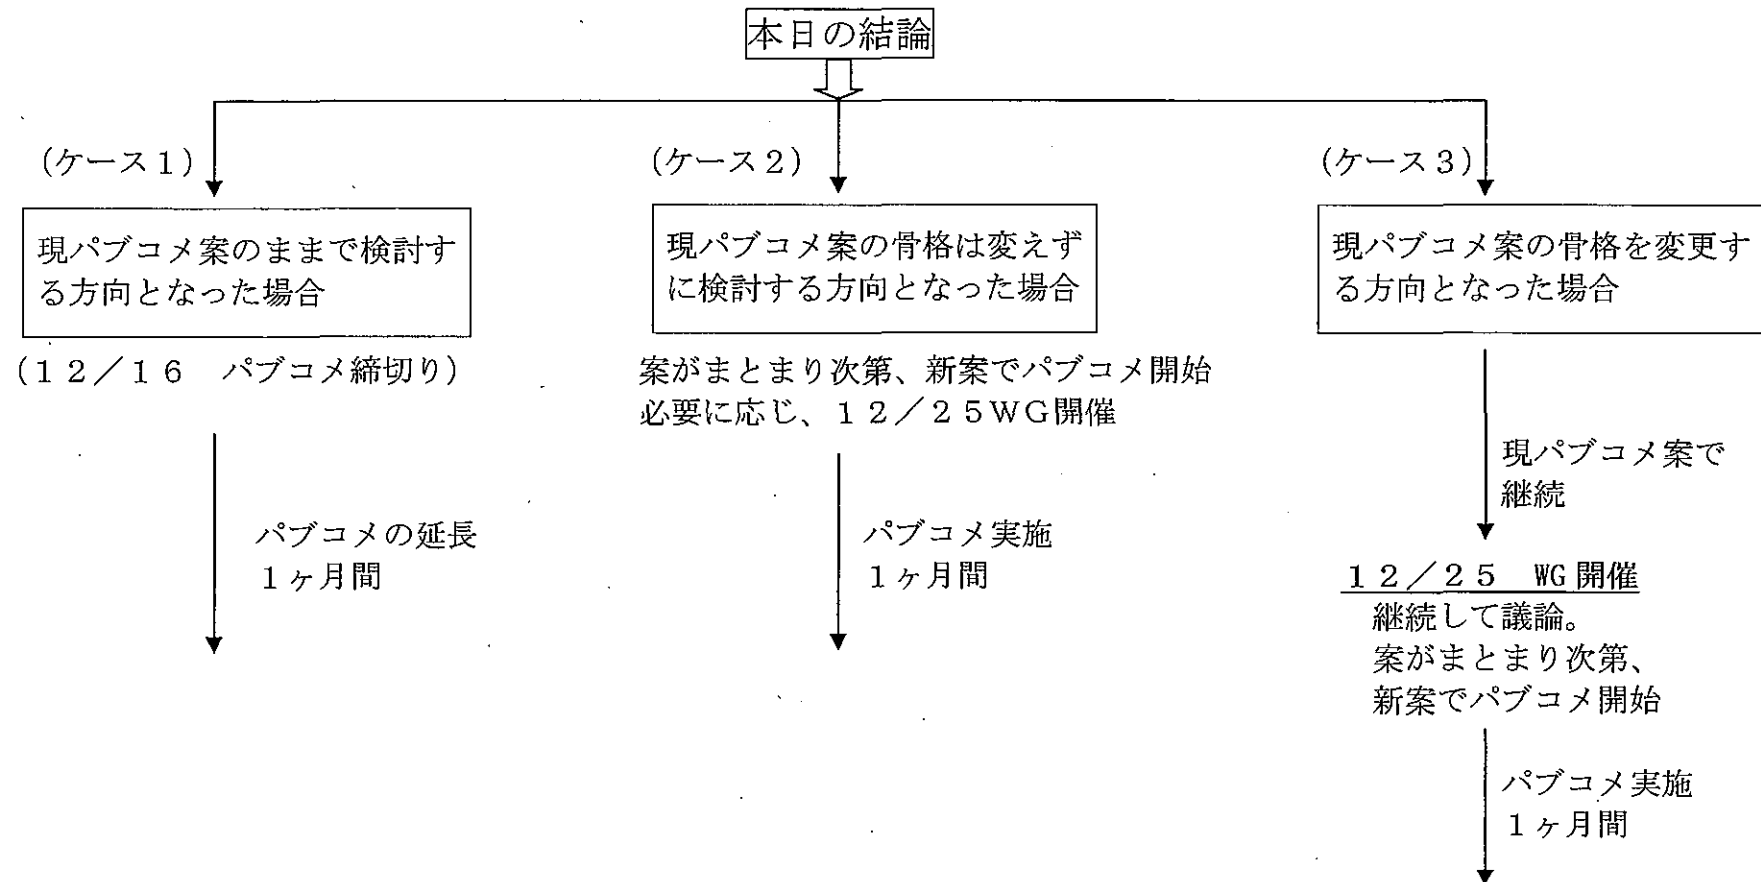 本日の結論
(ケース1)
現パブコメ案のままで検討す
る方向となった場合
(12/16　パブコメ締切り)
パブコメの延長
1ヶ月間
(ケース2)
現パブコメ案の骨格は変えず
に検討する方向となった場合
案がまとまり次第、新案でパブコメ開始
必要に応じ、12/25WG開催
パブコメ実施
1ヶ月間
(ケース3)
現パブコメ案の骨格を変更す
る方向となった場合
現パブコメ案で
継続
12/25　WG開催
継続して議論。
案がまとまり次第、
新案でパブコメ開始
パブコメ実施
1ヶ月間